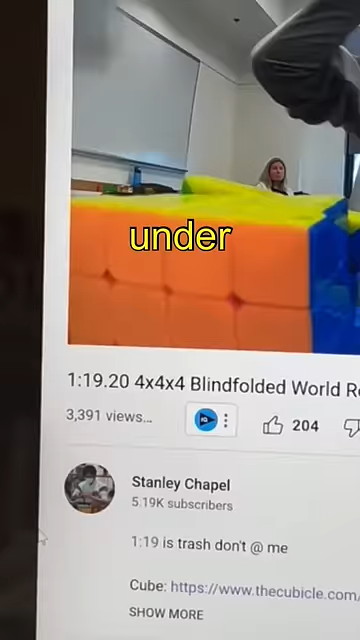 under
1:19.20 4x4x4 Blindfolded World R
3,391 views...
204
Stanley Chapel
5.19K subscribers
1:19 is trash don't @ me
Cube: https://www.thecubicle.com/
SHOW MORE